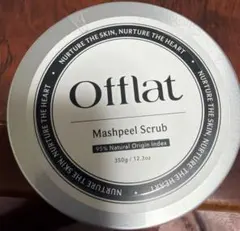 NURTURE THE SKIN, NURTURE THE HEART
Offlat
Mashpeel Scrub
95% Natural Origin Index
350g / 12.3oz
NURTURE THE SKIN, NURTURE THE HEART